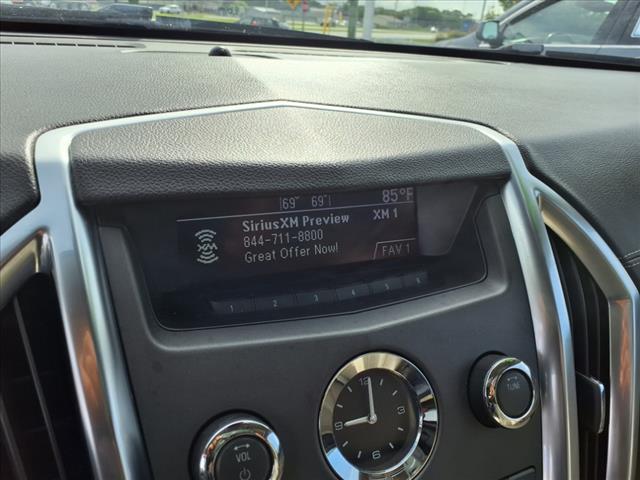 69° 69° 85°F
SiriusXM Preview XM 1
844-711-8800
Great Offer Now!
XM
FAV 1
1 2 3 4 5 6
12
9 3
6
TUNE
VOL